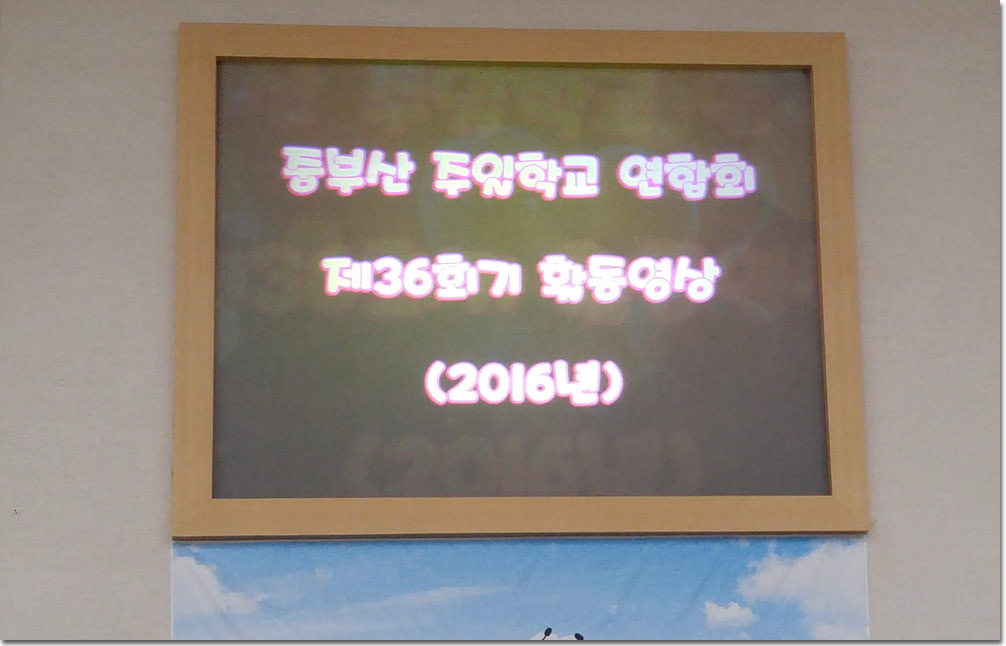 중부산 주일학교 연합회
제36회기 활동영상
(2016년)